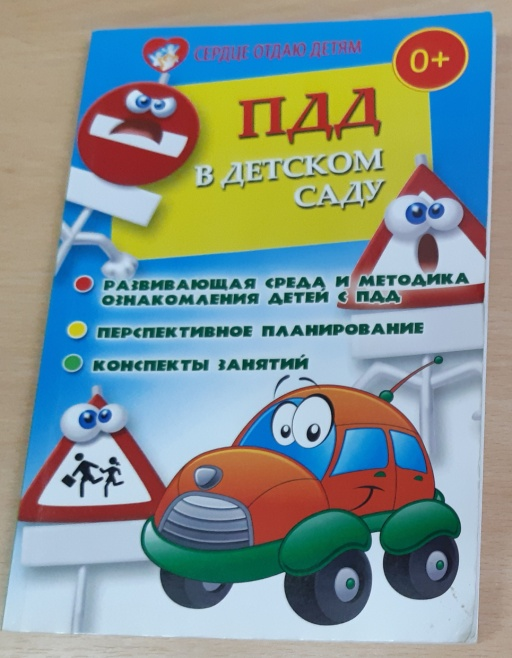 СЕРДЦЕ ОТДАЮ ДЕТЯМ
0+
ПДД
В ДЕТСКОМ
САДУ
РАЗВИВАЮЩАЯ СРЕДА И МЕТОДИКА
ОЗНАКОМЛЕНИЯ ДЕТЕЙ С ПДД
ПЕРСПЕКТИВНОЕ ПЛАНИРОВАНИЕ
КОНСПЕКТЫ ЗАНЯТИЙ